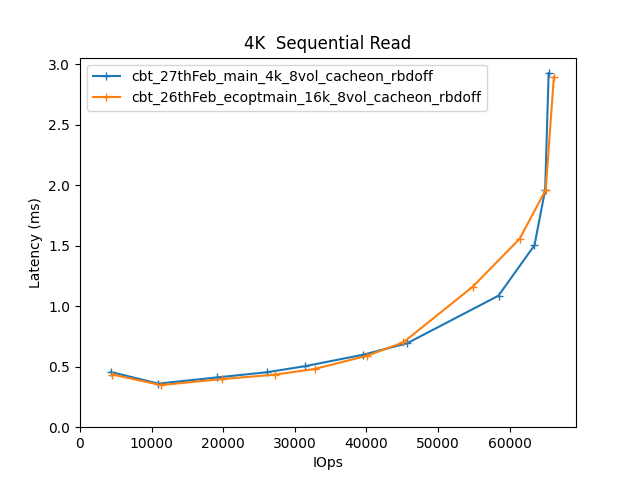 4K  Sequential Read
cbt_27thFeb_main_4k_8vol_cacheon_rbdoff
cbt_26thFeb_ecoptmain_16k_8vol_cacheon_rbdoff
Latency (ms)
3.0
2.5
2.0
1.5
1.0
0.5
0.0
0 10000 20000 30000 40000 50000 60000
IOps